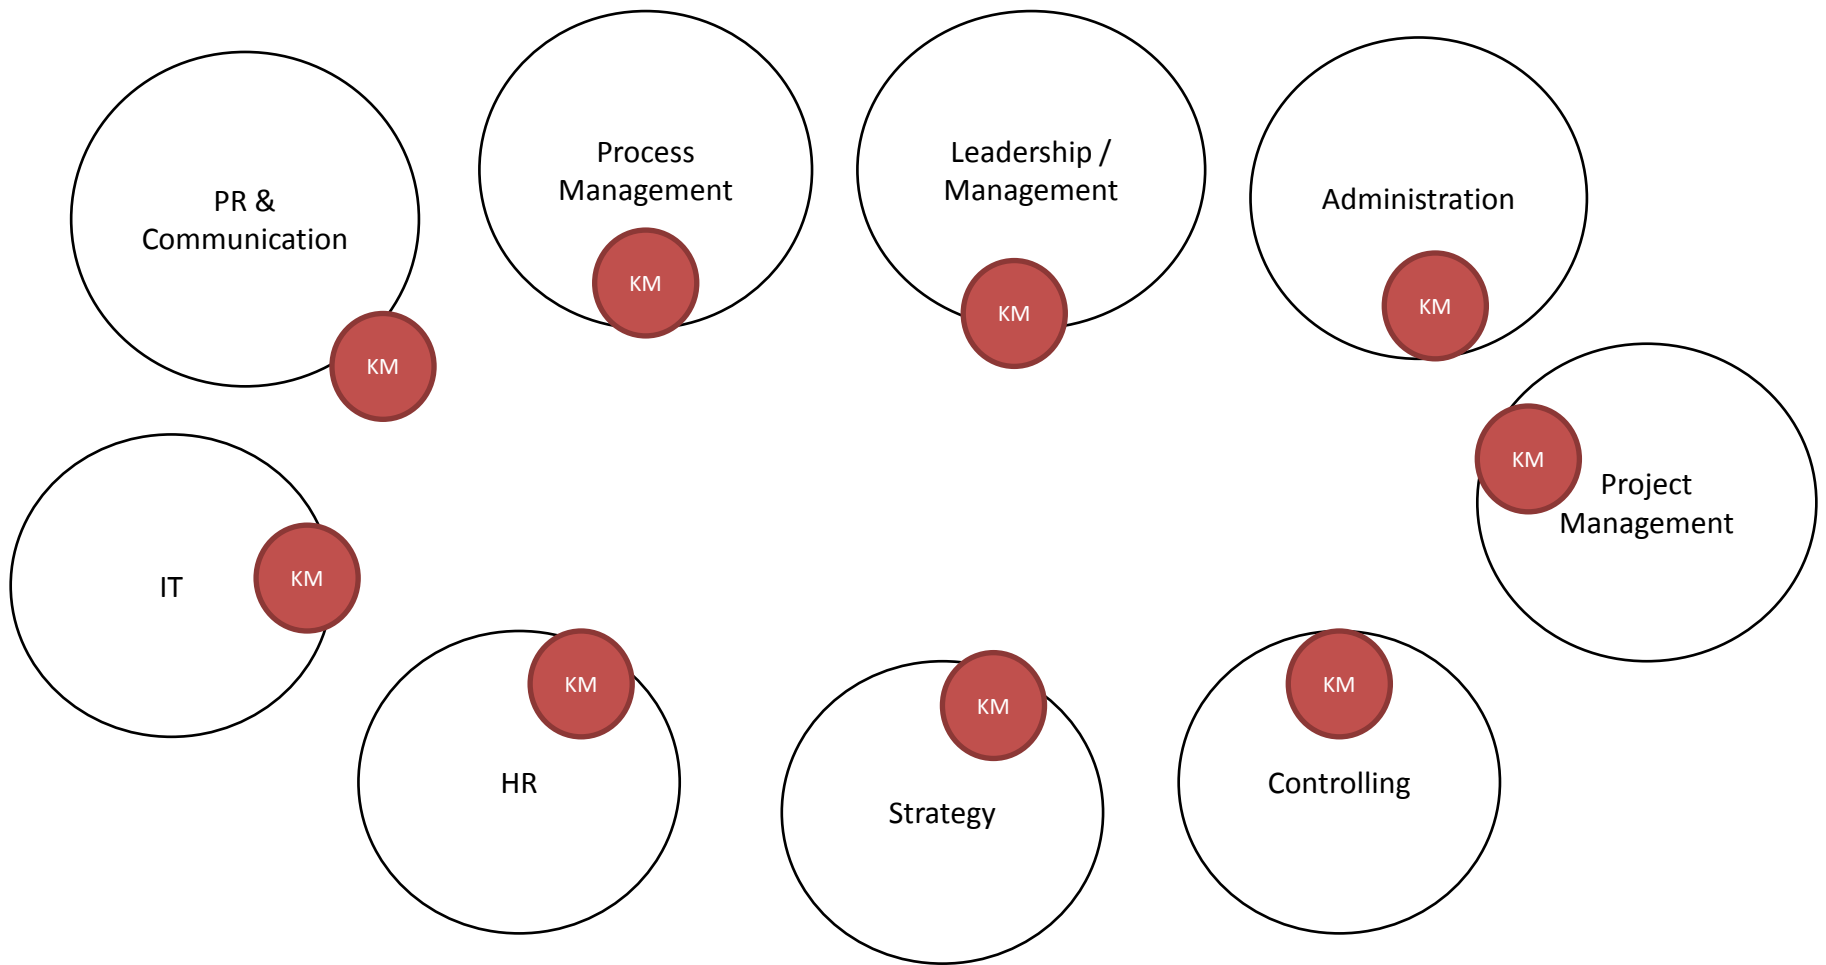 PR &
Communication
KM
Process
Management
KM
Leadership /
Management
KM
Administration
KM
KM
Project
Management
IT
KM
KM
HR
KM
Strategy
KM
Controlling